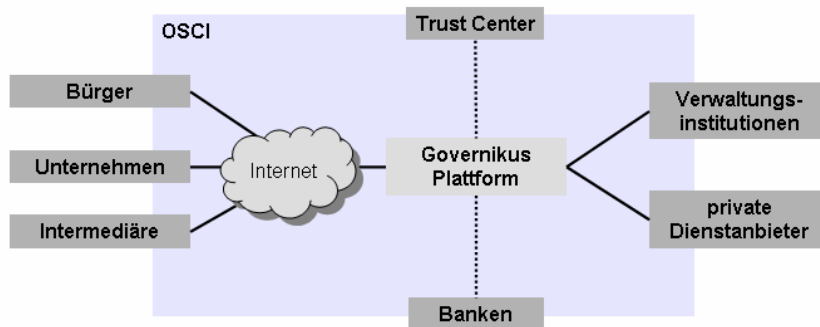 OSCI
Trust Center
Bürger
Unternehmen
Intermediäre
Internet
Governikus
Plattform
Verwaltungs-
institutionen
private
Dienstanbieter
Banken